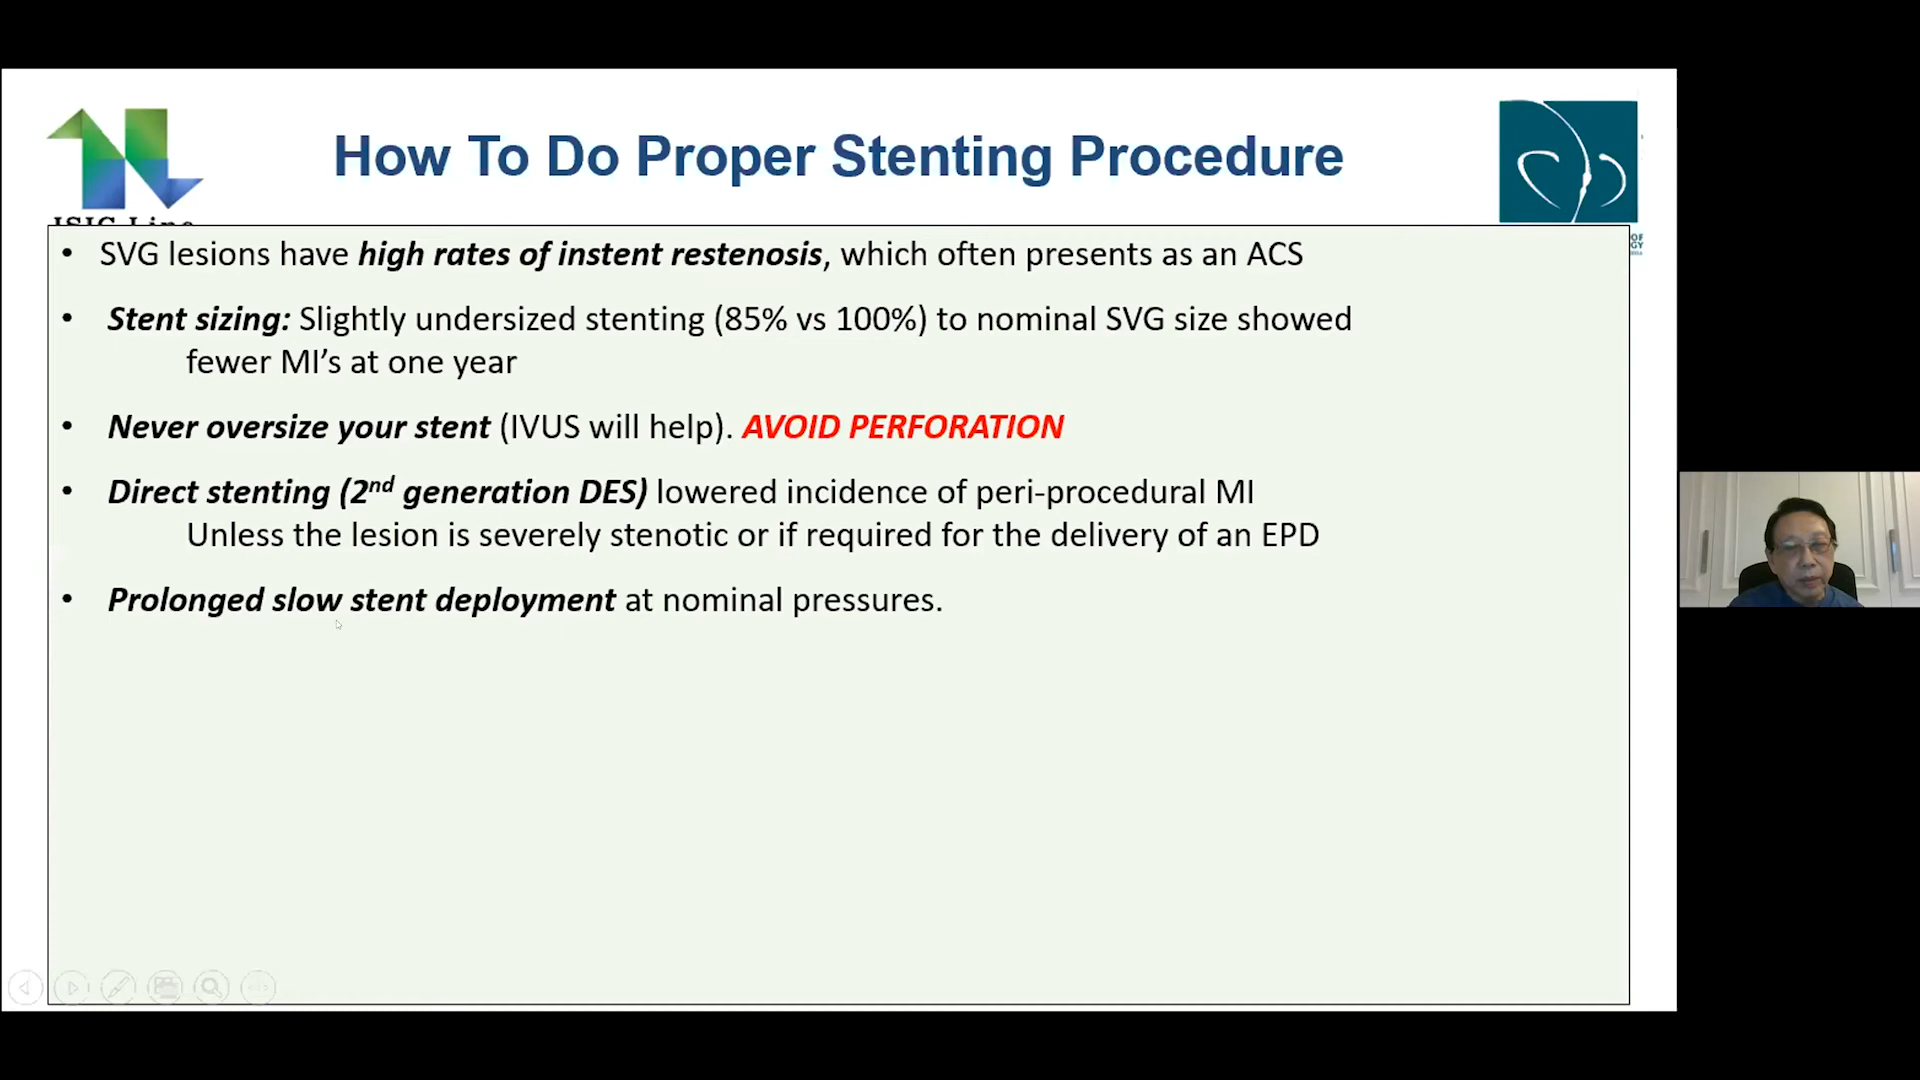 How To Do Proper Stenting Procedure
• SVG lesions have high rates of instent restenosis, which often presents as an ACS
• Stent sizing: Slightly undersized stenting (85% vs 100%) to nominal SVG size showed
fewer MI’s at one year
• Never oversize your stent (IVUS will help). AVOID PERFORATION
• Direct stenting (2nd generation DES) lowered incidence of peri-procedural MI
Unless the lesion is severely stenotic or if required for the delivery of an EPD
• Prolonged slow stent deployment at nominal pressures.